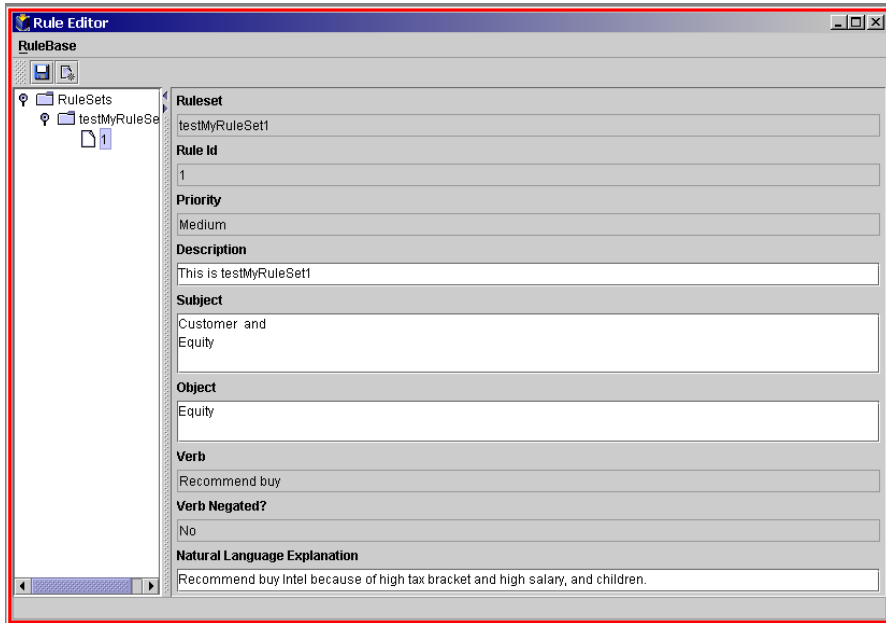 Rule Editor
RuleBase
RuleSets
testMyRuleSe
1
Ruleset
testMyRuleSet1
Rule Id
1
Priority
Medium
Description
This is testMyRuleSet1
Subject
Customer and
Equity
Object
Equity
Verb
Recommend buy
Verb Negated?
No
Natural Language Explanation
Recommend buy Intel because of high tax bracket and high salary, and children.